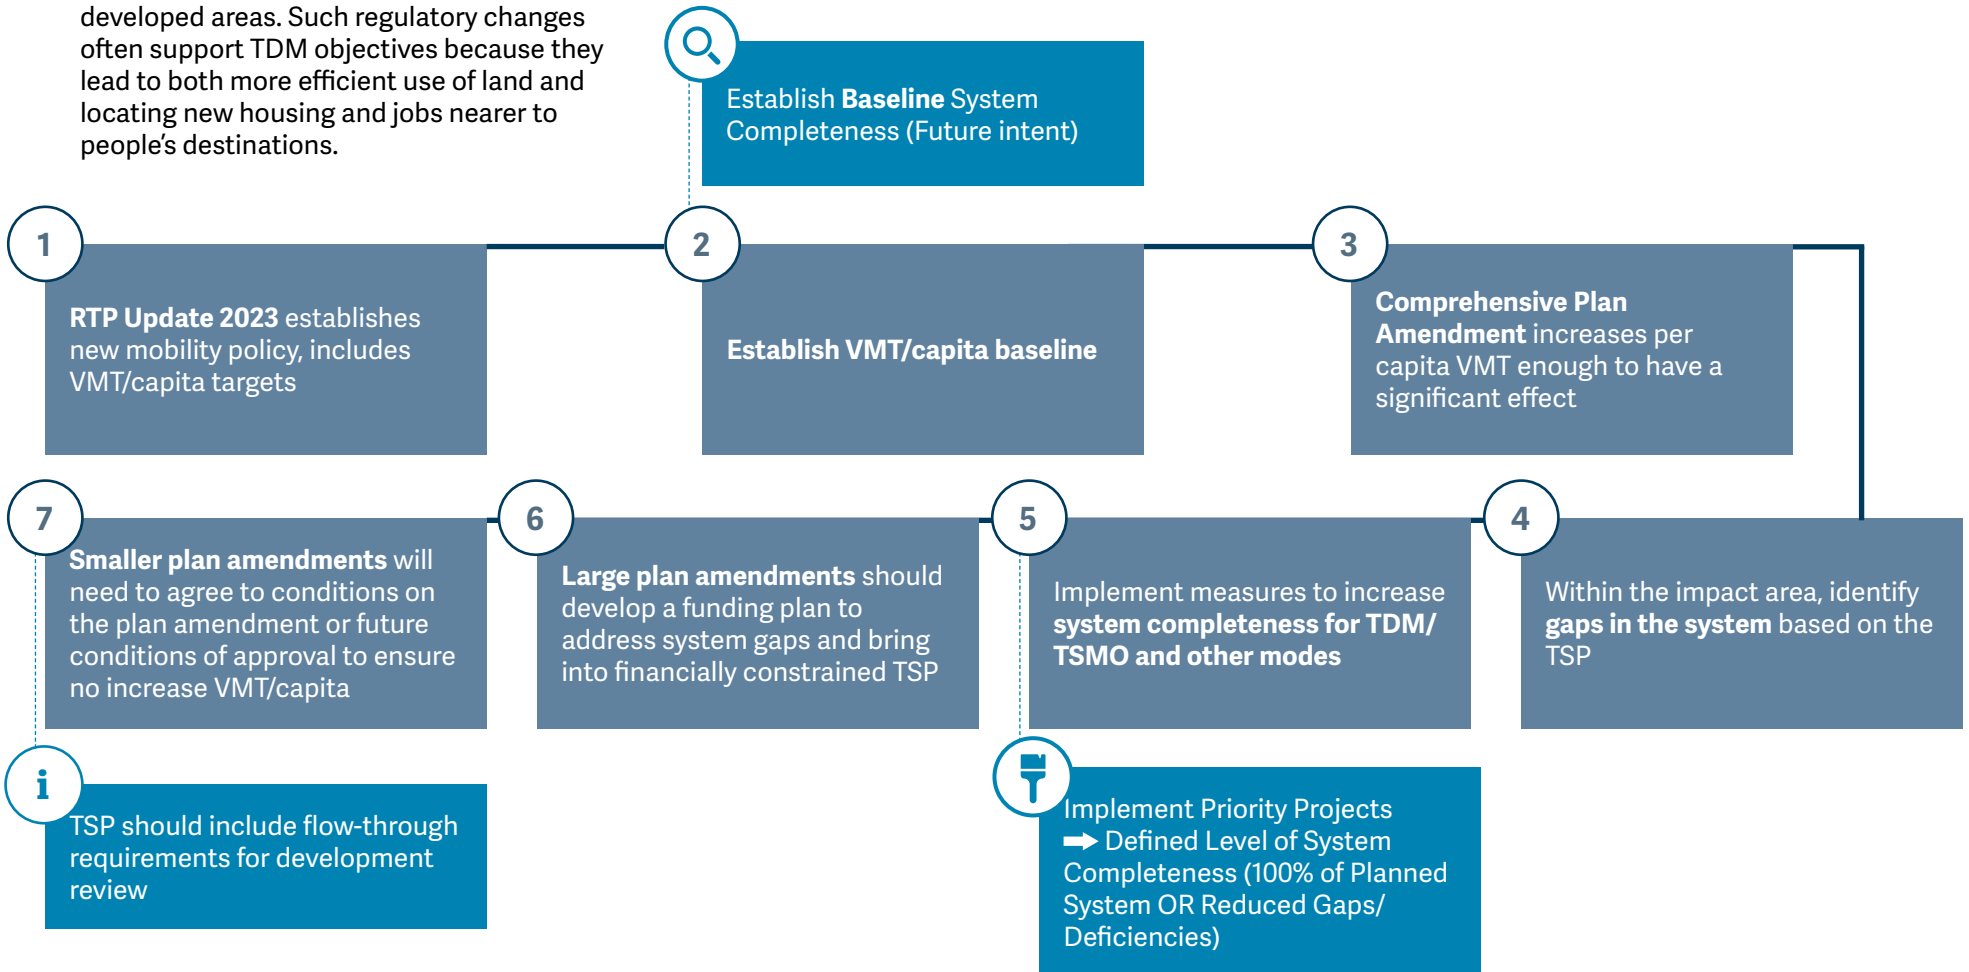 developed areas. Such regulatory changes
often support TDM objectives because they
lead to both more efficient use of land and
locating new housing and jobs nearer to
people’s destinations.
Establish Baseline System
Completeness (Future intent)
1
RTP Update 2023 establishes
new mobility policy, includes
VMT/capita targets
2
Establish VMT/capita baseline
3
Comprehensive Plan
Amendment increases per
capita VMT enough to have a
significant effect
4
Within the impact area, identify
gaps in the system based on the
TSP
5
Implement measures to increase
system completeness for TDM/
TSMO and other modes
Implement Priority Projects
➡ Defined Level of System
Completeness (100% of Planned
System OR Reduced Gaps/
Deficiencies)
6
Large plan amendments should
develop a funding plan to
address system gaps and bring
into financially constrained TSP
7
Smaller plan amendments will
need to agree to conditions on
the plan amendment or future
conditions of approval to ensure
no increase VMT/capita
i
TSP should include flow-through
requirements for development
review